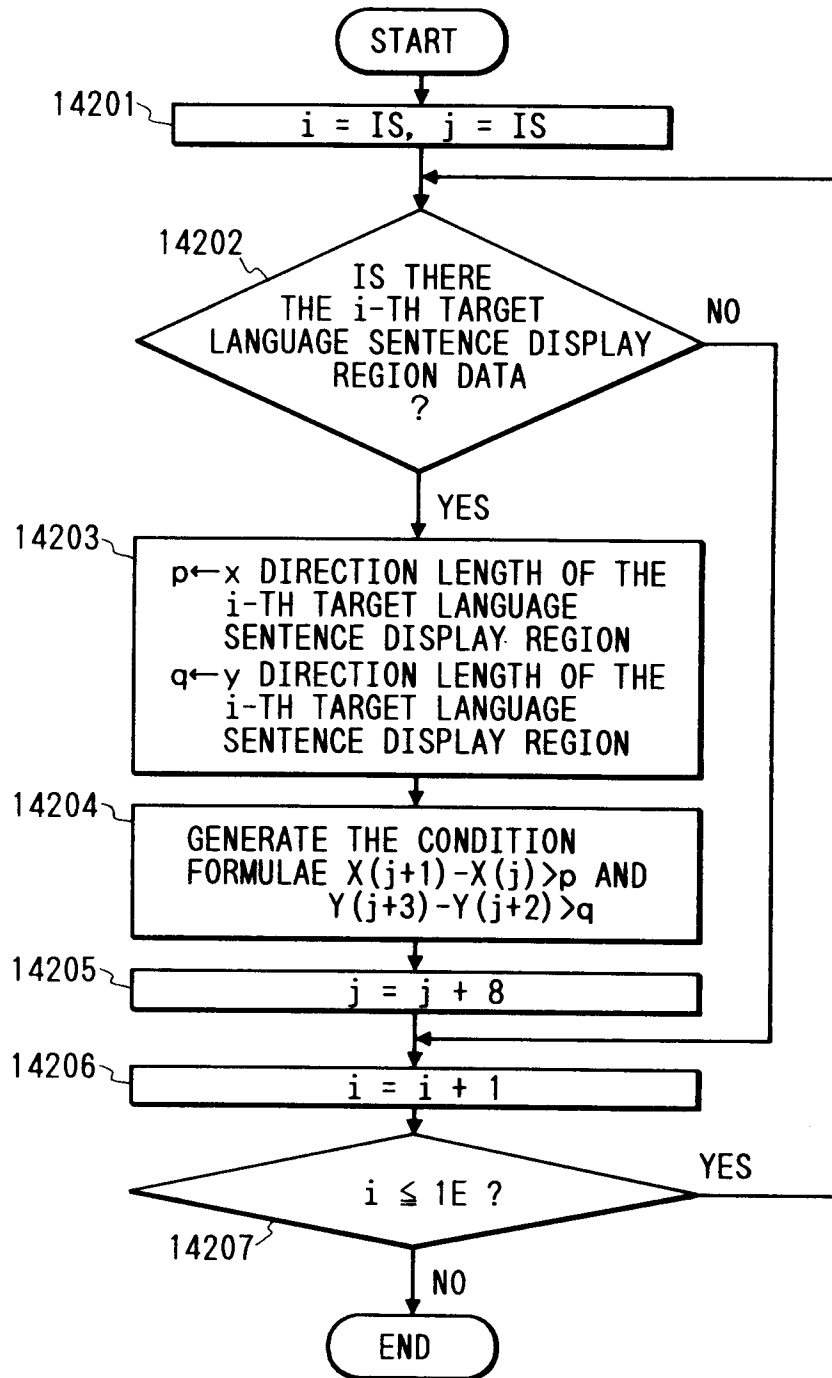 START
14201
i = IS, j = IS
14202
IS THERE
THE i-TH TARGET
LANGUAGE SENTENCE DISPLAY
REGION DATA
?
NO
YES
14203
p←x DIRECTION LENGTH OF THE
i-TH TARGET LANGUAGE
SENTENCE DISPLAY REGION
q←y DIRECTION LENGTH OF THE
i-TH TARGET LANGUAGE
SENTENCE DISPLAY REGION
14204
GENERATE THE CONDITION
FORMULAE X(j+1)-X(j)>p AND
Y(j+3)-Y(j+2)>q
14205
j = j + 8
14206
i = i + 1
i ≦ 1E ?
YES
14207
NO
END